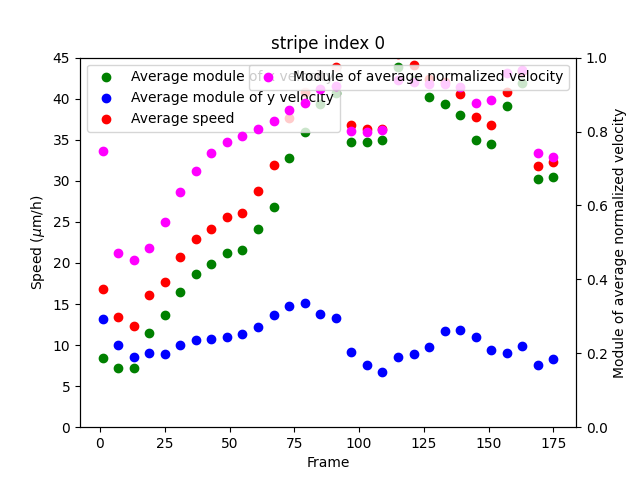 stripe index 0
Average module of x velocity
Average module of y velocity
Average speed
Module of average normalized velocity
45
40
35
30
25
20
15
10
5
0
Speed (μm/h)
1.0
0.8
0.6
0.4
0.2
0.0
Module of average normalized velocity
0 25 50 75 100 125 150 175
Frame